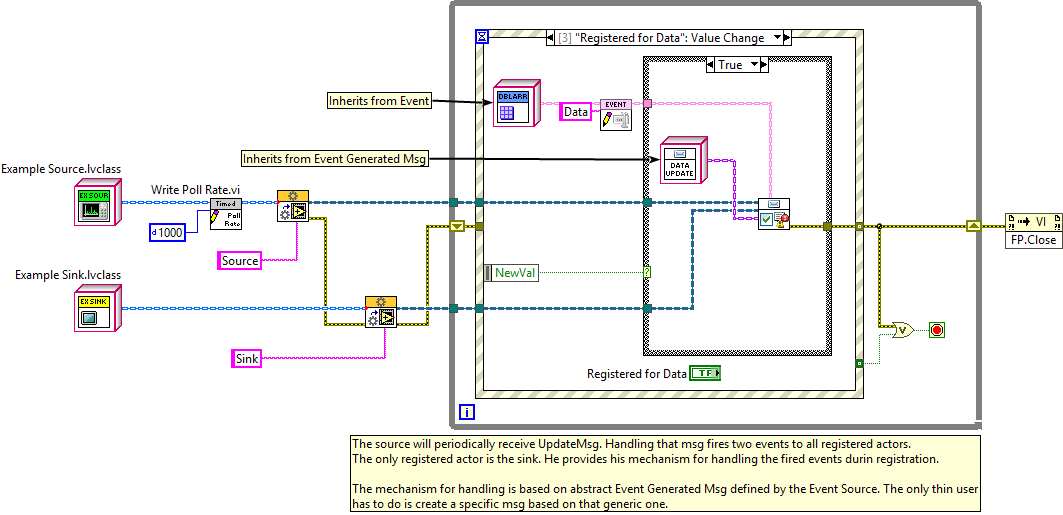 [3] "Registered for Data": Value Change
True
Inherits from Event
DBLARR
Data
EVENT
Inherits from Event Generated Msg
DATA
UPDATE
Example Source.lvclass
EX SOUR
Write Poll Rate.vi
Timed
Poll
Rate
1000
Source
VI
FP.Close
NewVal
?
Example Sink.lvclass
EX SINK
Sink
V
Registered for Data
TF
i
The source will periodically receive UpdateMsg. Handling that msg fires two events to all registered actors.
The only registered actor is the sink. He provides his mechanism for handling the fired events durin registration.
The mechanism for handling is based on abstract Event Generated Msg defined by the Event Source. The only thin user
has to do is create a specific msg based on that generic one.